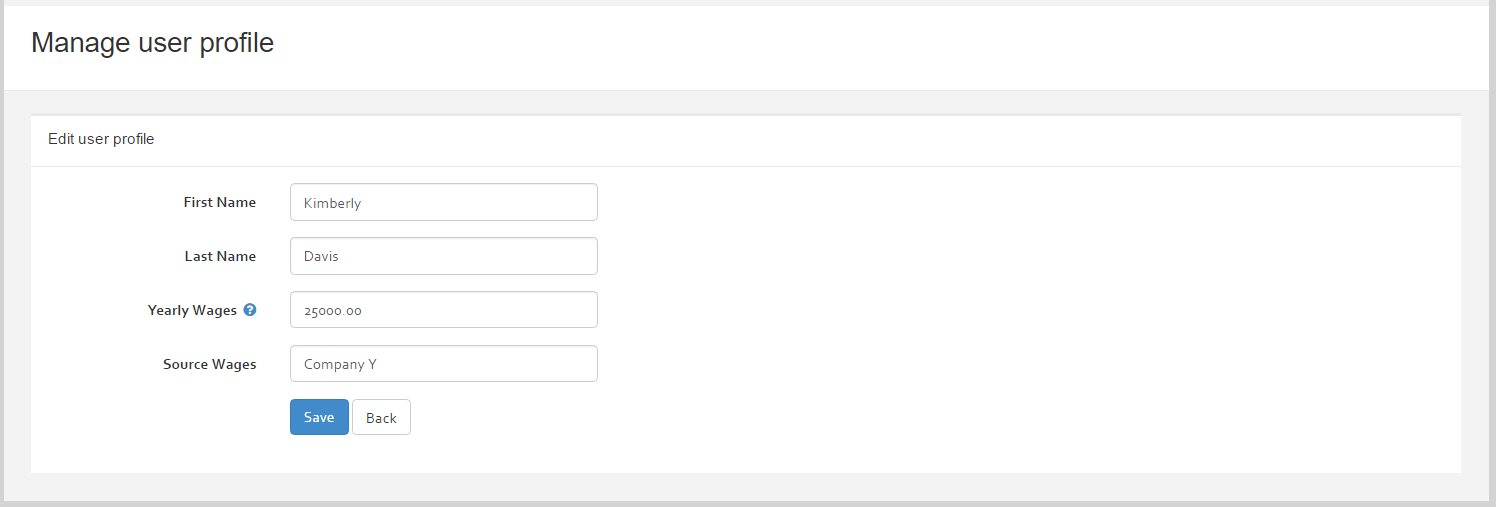 Manage user profile
Edit user profile
First Name Kimberly
Last Name Davis
Yearly Wages ? 25000.00
Source Wages Company Y
Save Back